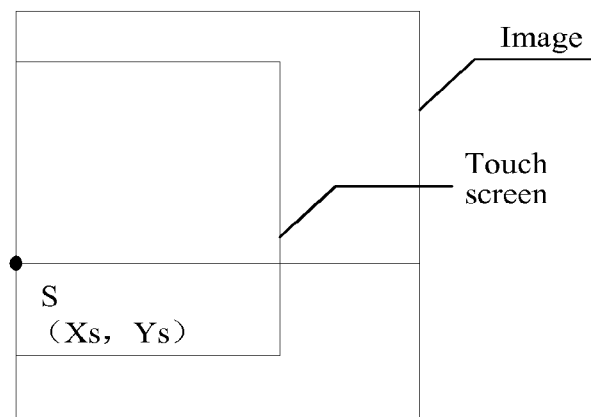 Image
Touch
screen
S
（Xs，Ys）